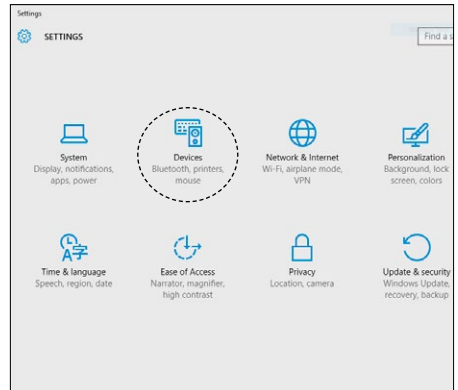 Settings
SETTINGS
Find a s
System
Display, notifications,
apps, power
Devices
Bluetooth, printers,
mouse
Network & Internet
Wi-Fi, airplane mode,
VPN
Personalization
Background, lock
screen, colors
A字
Time & language
Speech, region, date
Ease of Access
Narrator, magnifier,
high contrast
Privacy
Location, camera
Update & security
Windows Update,
recovery, backup